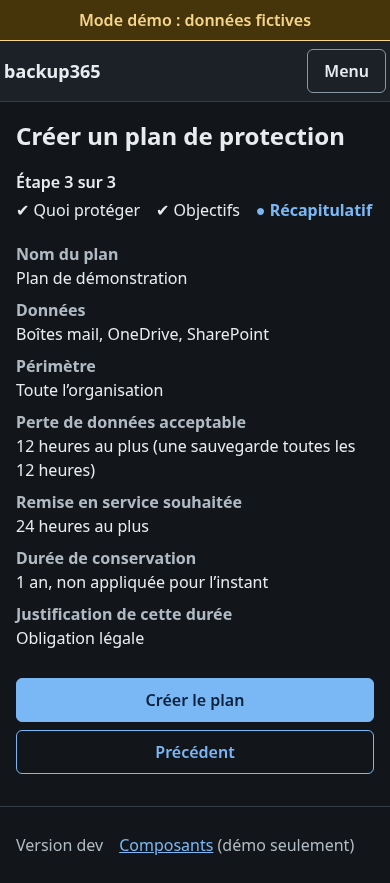 Mode démo : données fictives
backup365
Menu
Créer un plan de protection
Étape 3 sur 3
✔ Quoi protéger ✔ Objectifs ● Récapitulatif
Nom du plan
Plan de démonstration
Données
Boîtes mail, OneDrive, SharePoint
Périmètre
Toute l’organisation
Perte de données acceptable
12 heures au plus (une sauvegarde toutes les
12 heures)
Remise en service souhaitée
24 heures au plus
Durée de conservation
1 an, non appliquée pour l’instant
Justification de cette durée
Obligation légale
Créer le plan
Précédent
Version dev Composants (démo seulement)